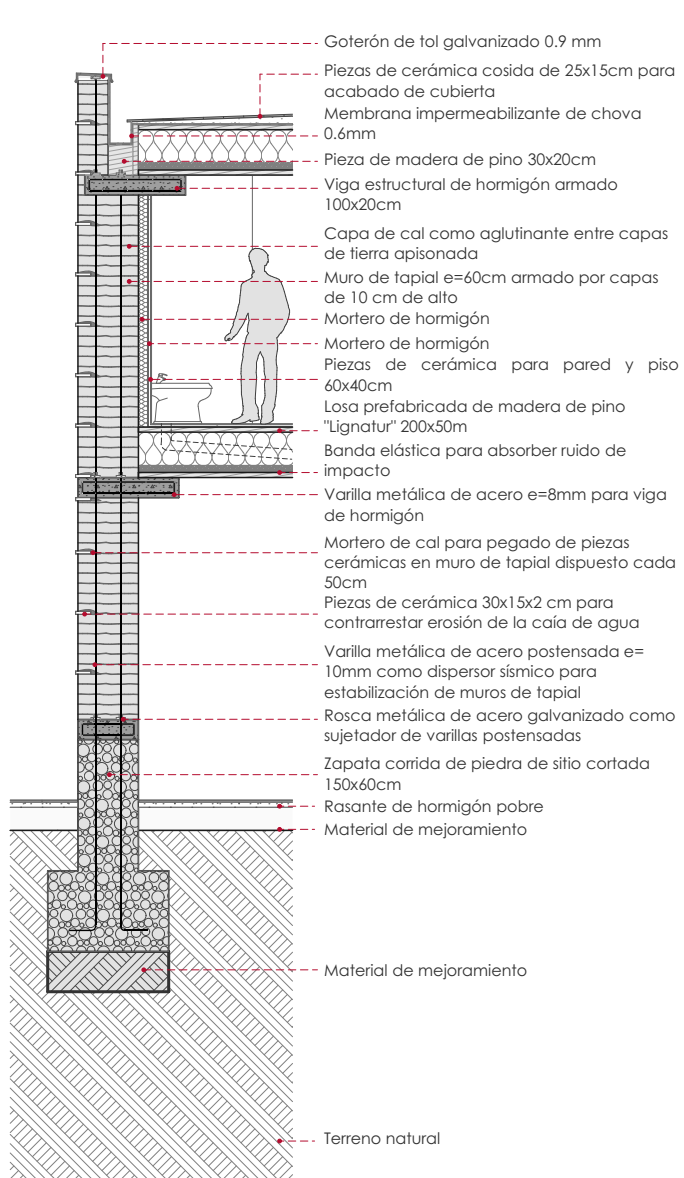 Goterón de tol galvanizado 0.9 mm
Piezas de cerámica cosida de 25x15cm para
acabado de cubierta
Membrana impermeabilizante de chova
0.6mm
Pieza de madera de pino 30x20cm
Viga estructural de hormigón armado
100x20cm
Capa de cal como aglutinante entre capas
de tierra apisonada
Muro de tapial e=60cm armado por capas
de 10 cm de alto
Mortero de hormigón
Mortero de hormigón
Piezas de cerámica para pared y piso
60x40cm
Losa prefabricada de madera de pino
"Lignatur" 200x50m
Banda elástica para absorber ruido de
impacto
Varilla metálica de acero e=8mm para viga
de hormigón
Mortero de cal para pegado de piezas
cerámicas en muro de tapial dispuesto cada
50cm
Piezas de cerámica 30x15x2 cm para
contrarrestar erosión de la caía de agua
Varilla metálica de acero postensada e=
10mm como dispersor sísmico para
estabilización de muros de tapial
Rosca metálica de acero galvanizado como
sujetador de varillas postensadas
Zapata corrida de piedra de sitio cortada
150x60cm
Rasante de hormigón pobre
Material de mejoramiento
Material de mejoramiento
Terreno natural